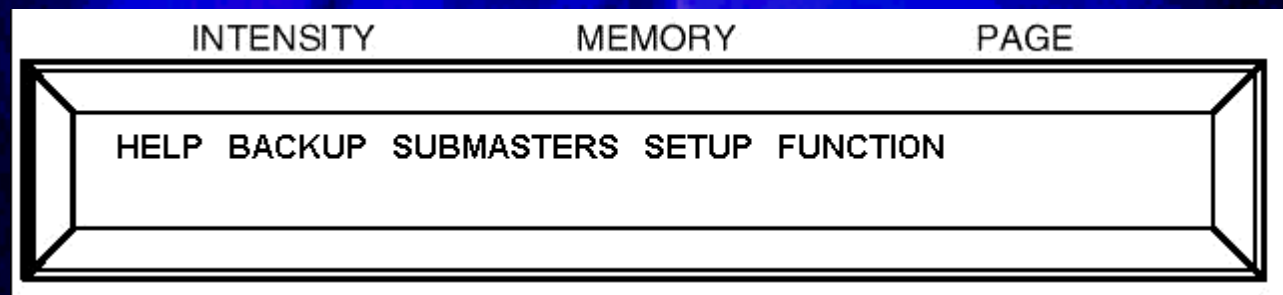 INTENSITY MEMORY PAGE
HELP BACKUP SUBMASTERS SETUP FUNCTION